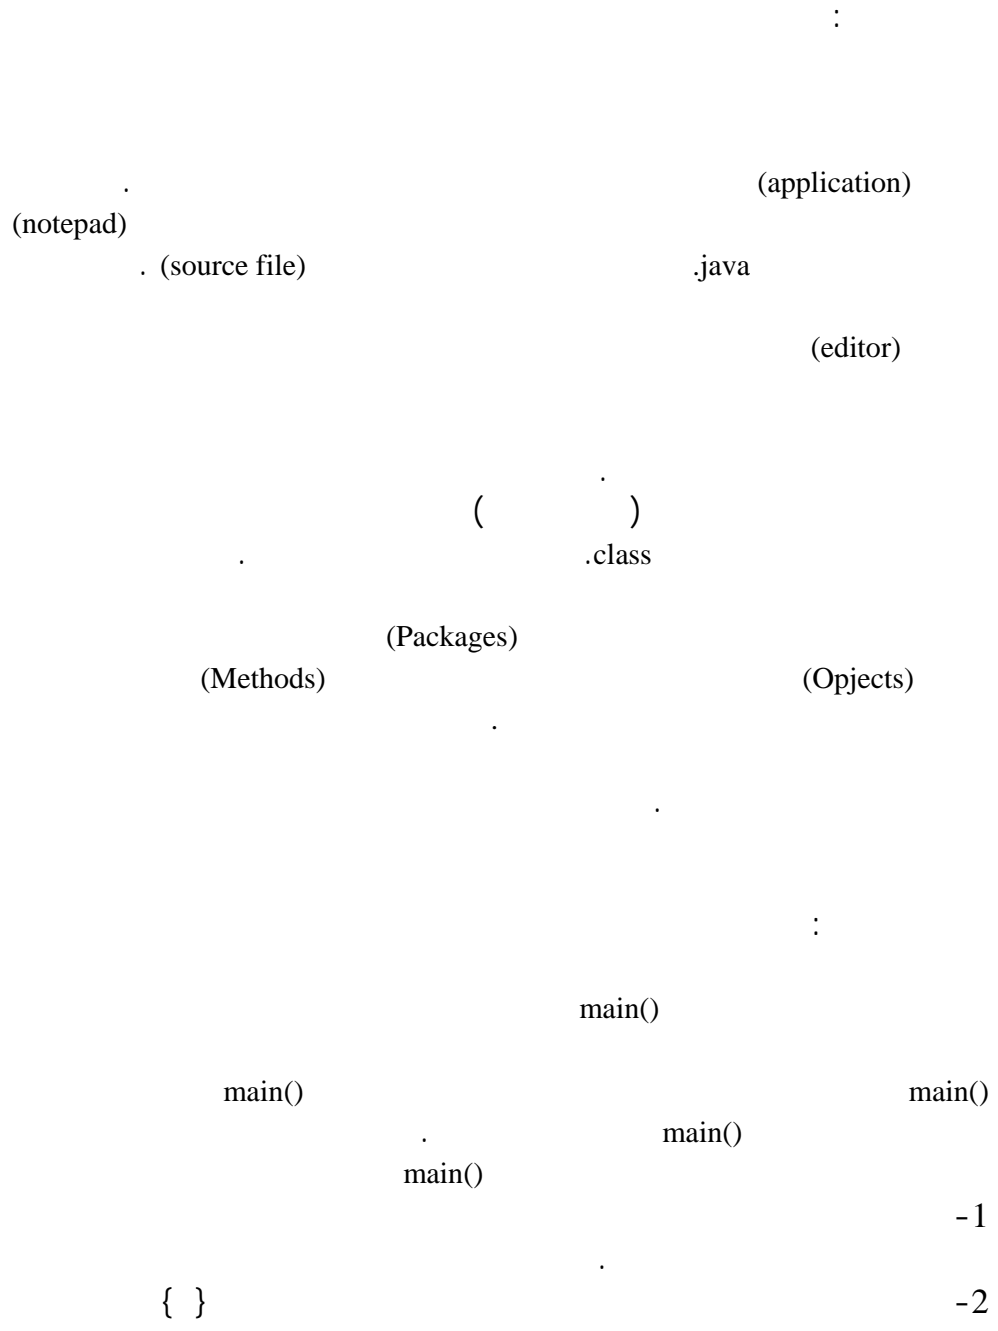 :
. (application)
(notepad)
. (source file) .java
(editor)
.
( )
. .class
(Packages)
(Methods) (Opjects)
.
.
:
main()
main() main()
. main()
main()
-1
.
{ } -2